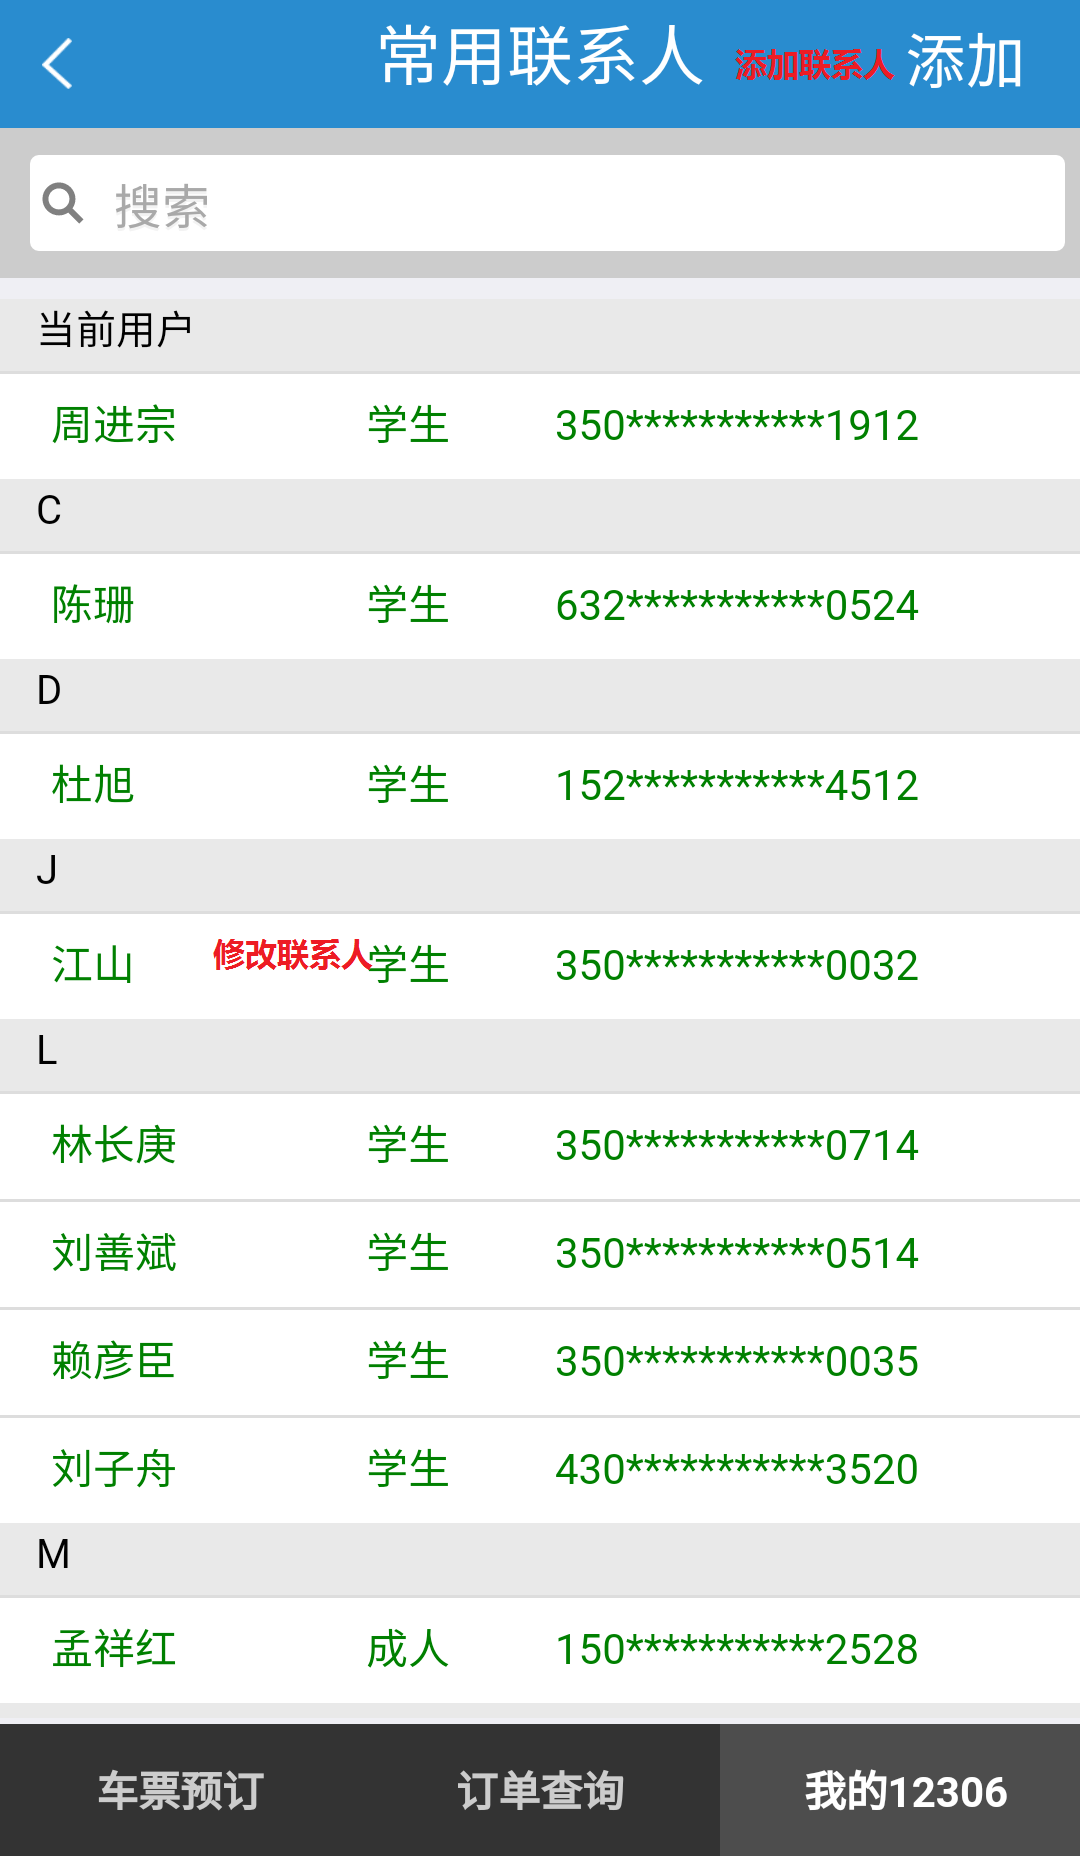 常用联系人 添加联系人 添加
搜索
当前用户
周进宗 学生 350***********1912
C
陈珊 学生 632***********0524
D
杜旭 学生 152***********4512
J
江山 修改联系人 学生 350***********0032
L
林长庚 学生 350***********0714
刘善斌 学生 350***********0514
赖彦臣 学生 350***********0035
刘子舟 学生 430***********3520
M
孟祥红 成人 150***********2528
车票预订 订单查询 我的12306